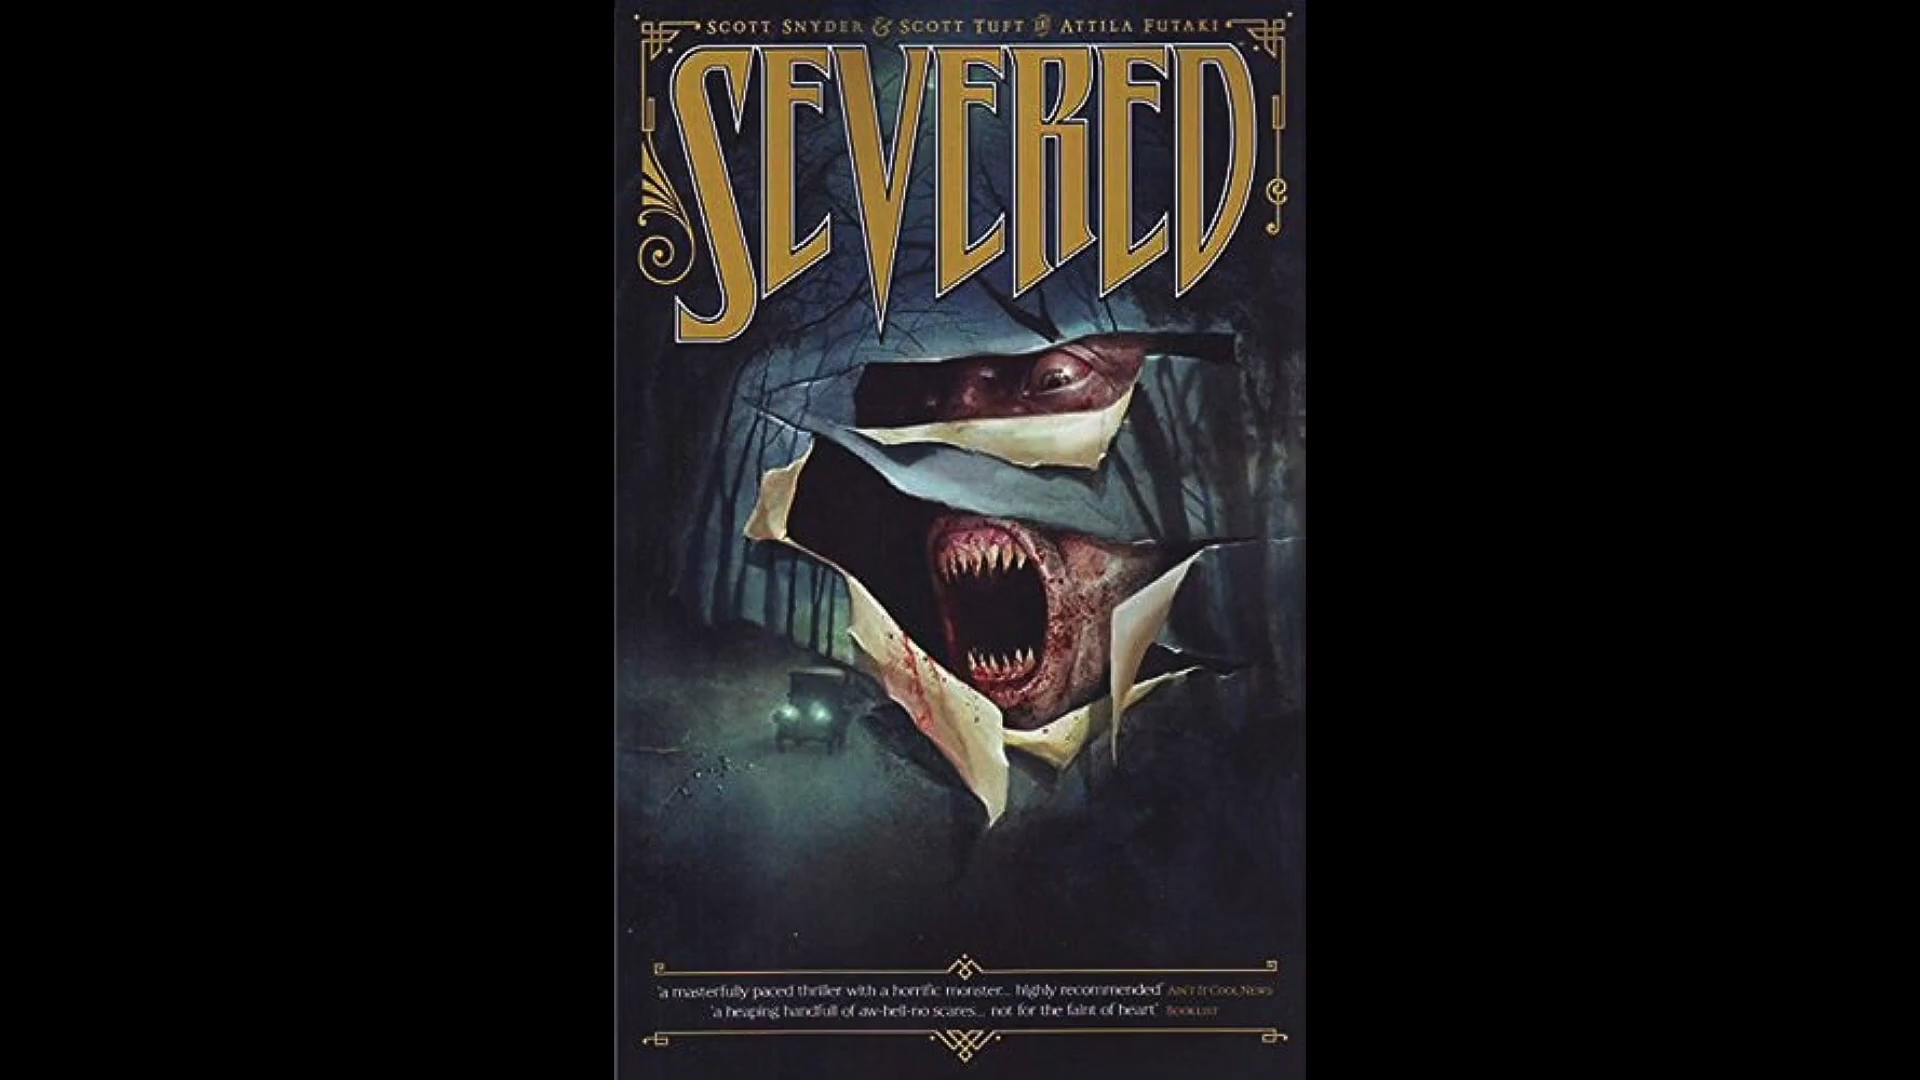 SCOTT SNYDER & SCOTT TUFT & ATTILA FUTAKI
SEVERED
'a masterfully paced thriller with a horrific monster... highly recommended' AIN'T IT COOL NEWS
'a heaping handfull of aw-hell-no scares... not for the faint of heart' BOOKLIST